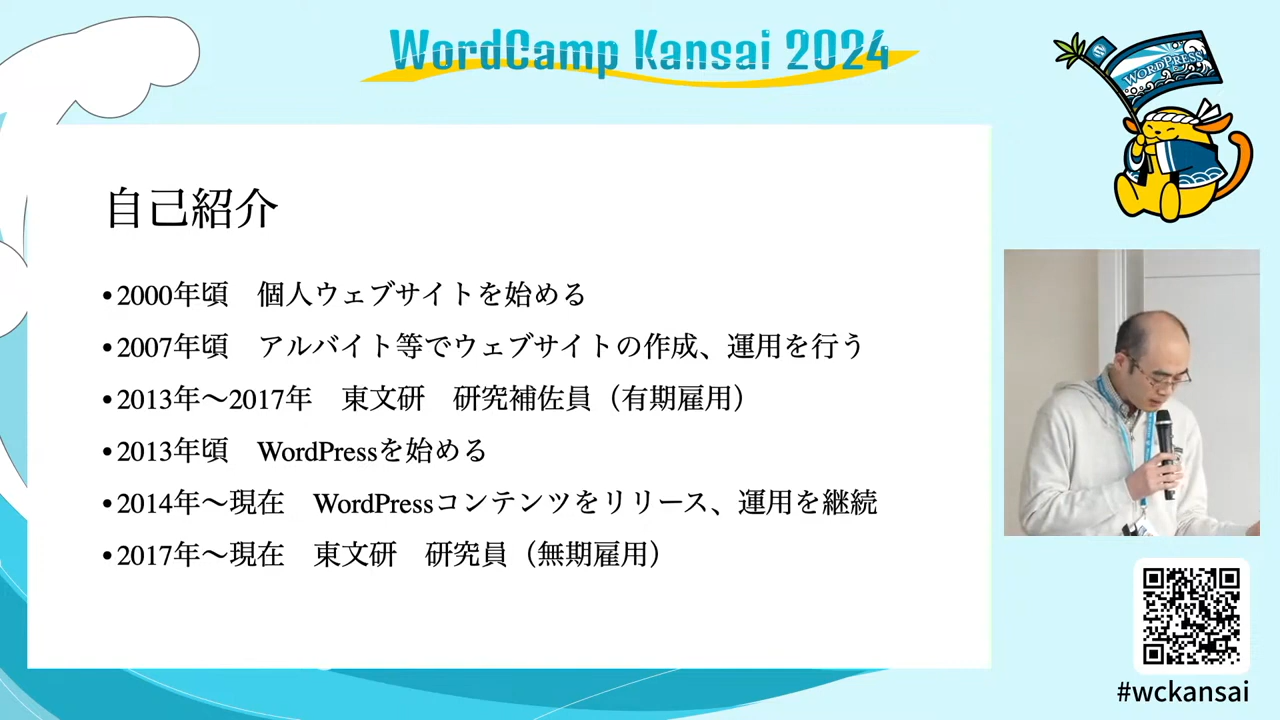 WordCamp Kansai 2024
WORDPRESS
自己紹介
•2000年頃　個人ウェブサイトを始める
•2007年頃　アルバイト等でウェブサイトの作成、運用を行う
•2013年〜2017年　東文研　研究補佐員（有期雇用）
•2013年頃　WordPressを始める
•2014年〜現在　WordPressコンテンツをリリース、運用を継続
•2017年〜現在　東文研　研究員（無期雇用）
#wckansai